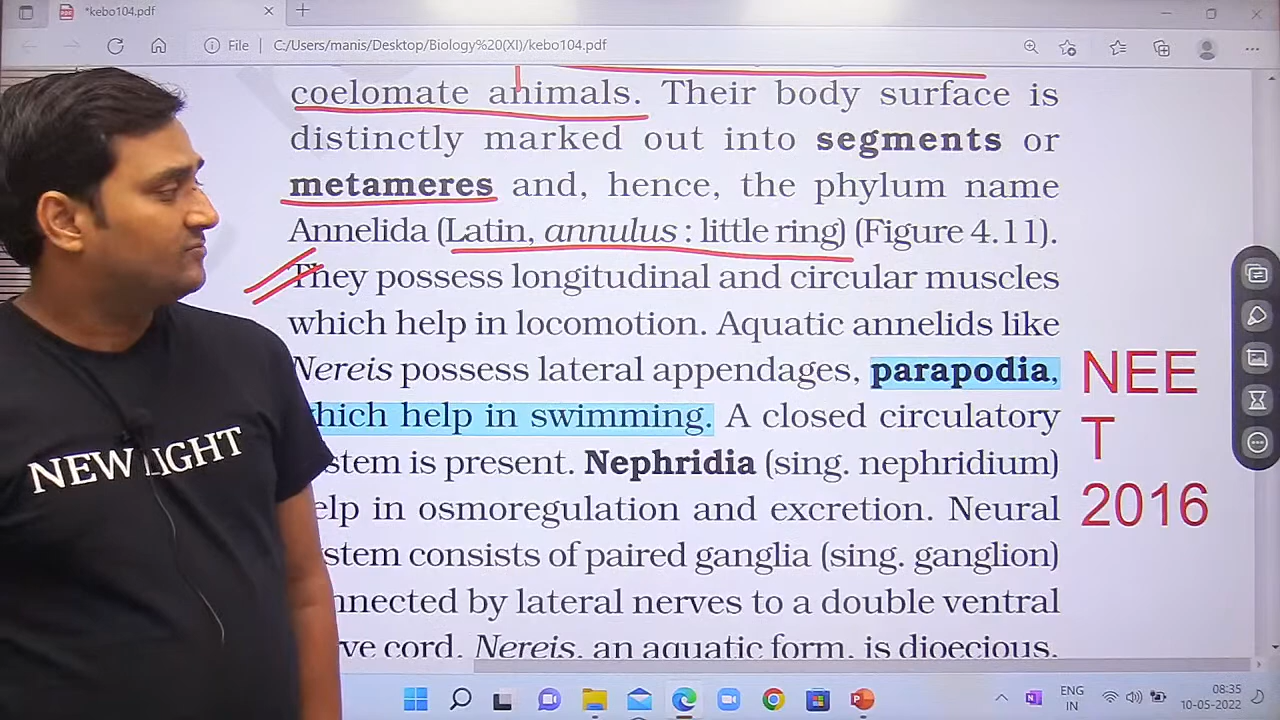 *kebo104.pdf
File C:/Users/manis/Desktop/Biology%20(XI)/kebo104.pdf
coelomate animals. Their body surface is
distinctly marked out into segments or
metameres and, hence, the phylum name
Annelida (Latin, annulus : little ring) (Figure 4.11).
They possess longitudinal and circular muscles
which help in locomotion. Aquatic annelids like
Nereis possess lateral appendages, parapodia,
hich help in swimming. A closed circulatory
stem is present. Nephridia (sing. nephridium)
elp in osmoregulation and excretion. Neural
stem consists of paired ganglia (sing. ganglion)
nnected by lateral nerves to a double ventral
rve cord. Nereis, an aquatic form, is dioecious,
NEE
T
2016
NEW LIGHT
ENG
IN
08:35
10-05-2022